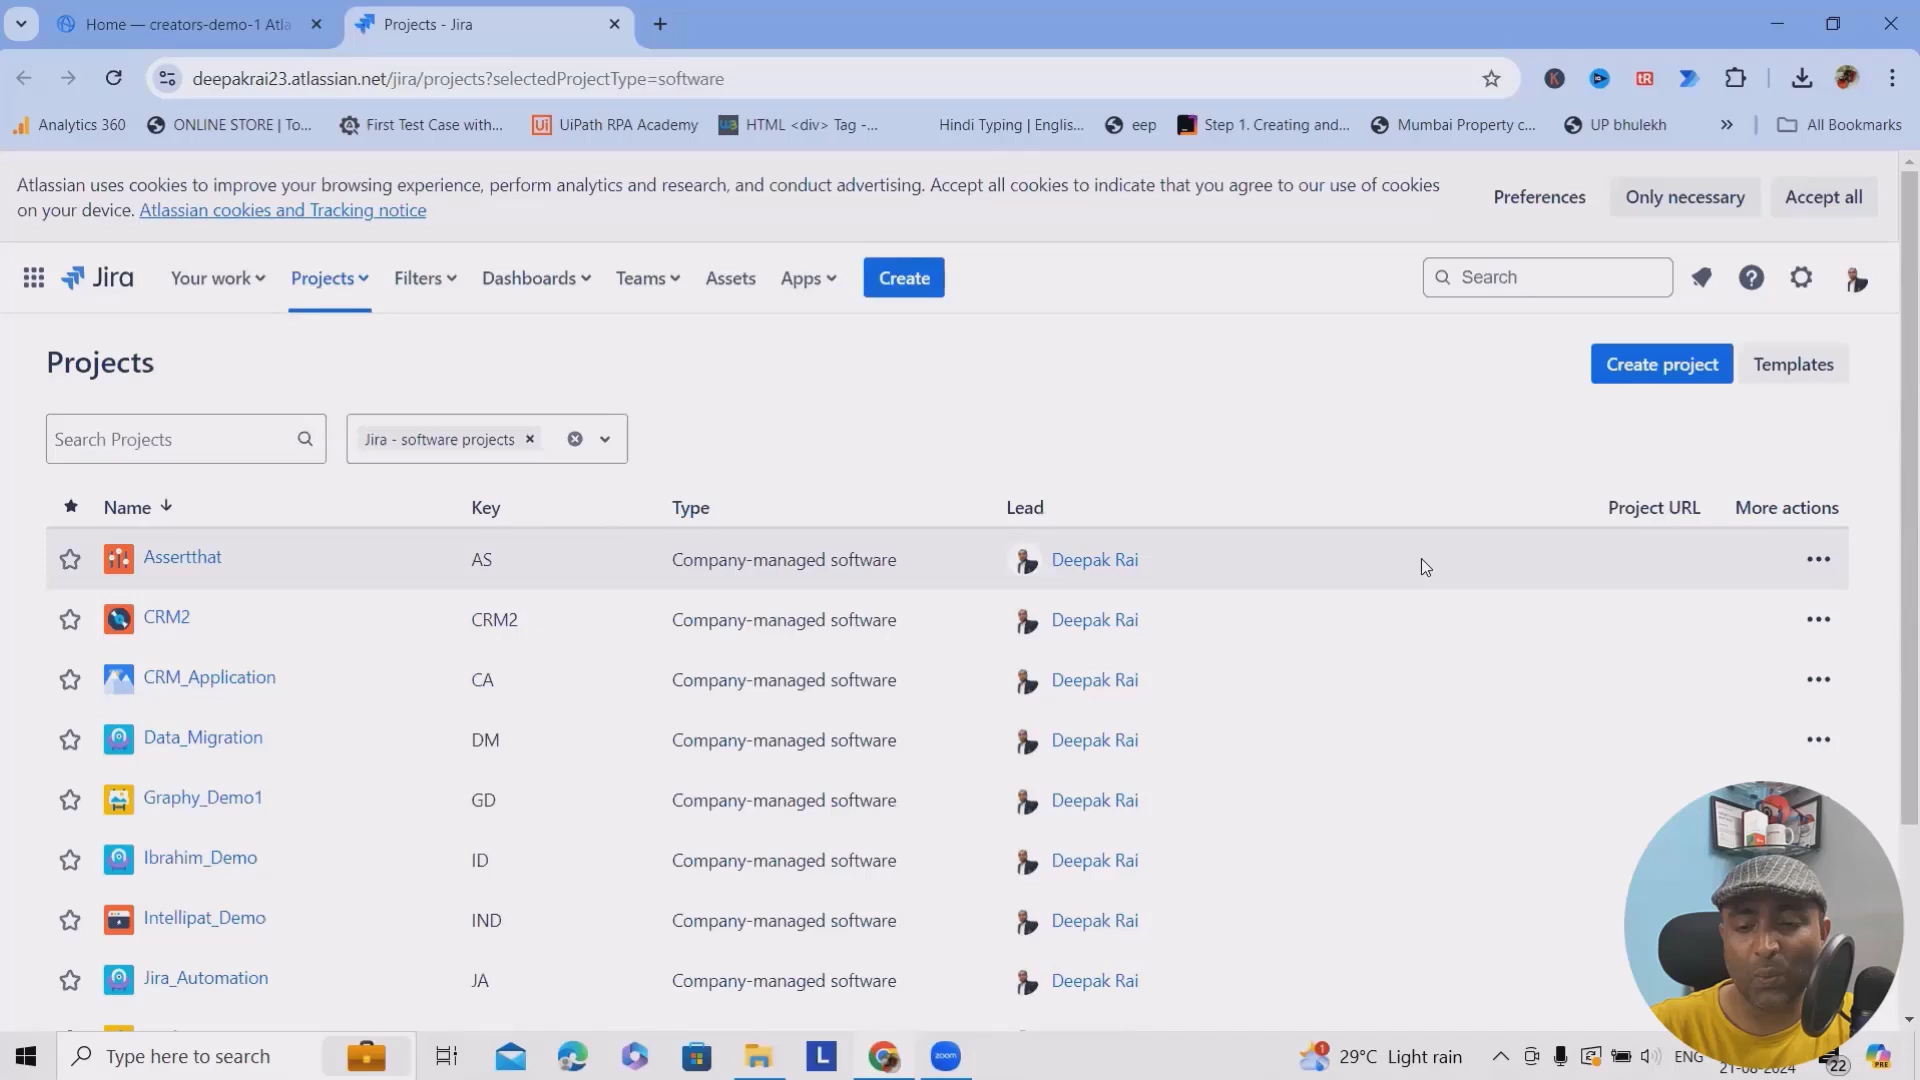 Home — creators-demo-1 Atla
Projects - Jira
deepakrai23.atlassian.net/jira/projects?selectedProjectType=software
Analytics 360
ONLINE STORE | To...
First Test Case with...
UiPath RPA Academy
HTML <div> Tag -...
Hindi Typing | Englis...
eep
Step 1. Creating and...
Mumbai Property c...
UP bhulekh
All Bookmarks
Atlassian uses cookies to improve your browsing experience, perform analytics and research, and conduct advertising. Accept all cookies to indicate that you agree to our use of cookies
on your device. Atlassian cookies and Tracking notice
Preferences
Only necessary
Accept all
Jira
Your work
Projects
Filters
Dashboards
Teams
Assets
Apps
Create
Search
Projects
Create project
Templates
Search Projects
Jira - software projects
Name Key Type Lead Project URL More actions
Assertthat AS Company-managed software Deepak Rai
CRM2 CRM2 Company-managed software Deepak Rai
CRM_Application CA Company-managed software Deepak Rai
Data_Migration DM Company-managed software Deepak Rai
Graphy_Demo1 GD Company-managed software Deepak Rai
Ibrahim_Demo ID Company-managed software Deepak Rai
Intellipat_Demo IND Company-managed software Deepak Rai
Jira_Automation JA Company-managed software Deepak Rai
Type here to search
L
zoom
1
29°C Light rain
ENG
21-08-2024
22
PRE